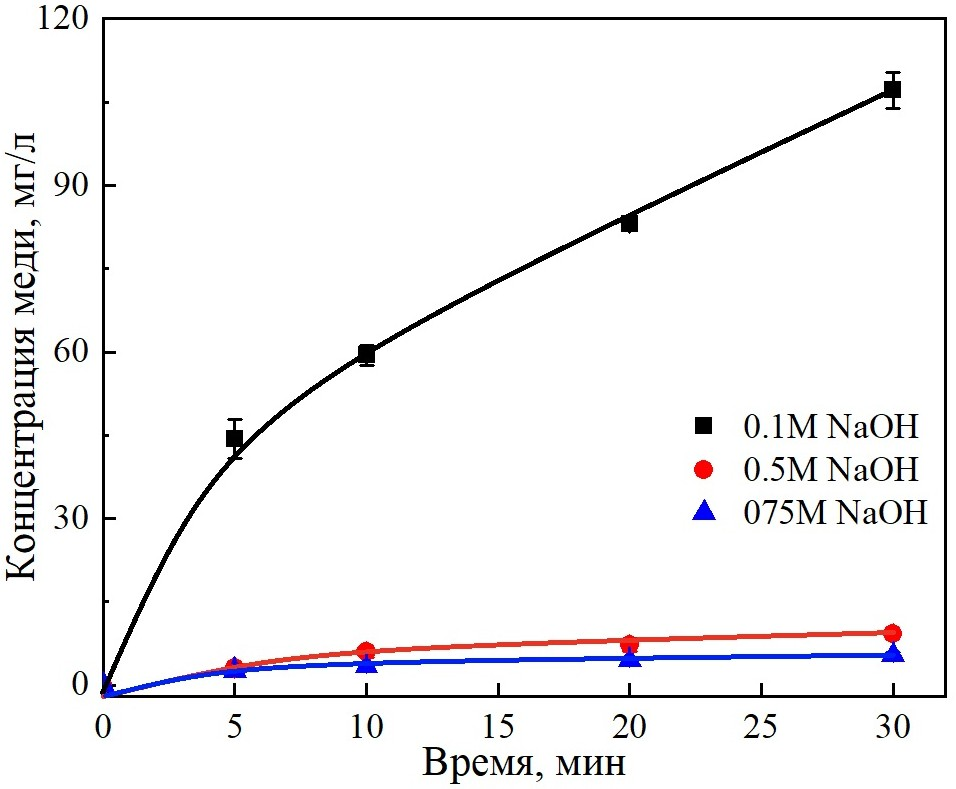 120
90
60
30
0
Концентрация меди, мг/л
0.1M NaOH
0.5M NaOH
075M NaOH
0 5 10 15 20 25 30
Время, мин